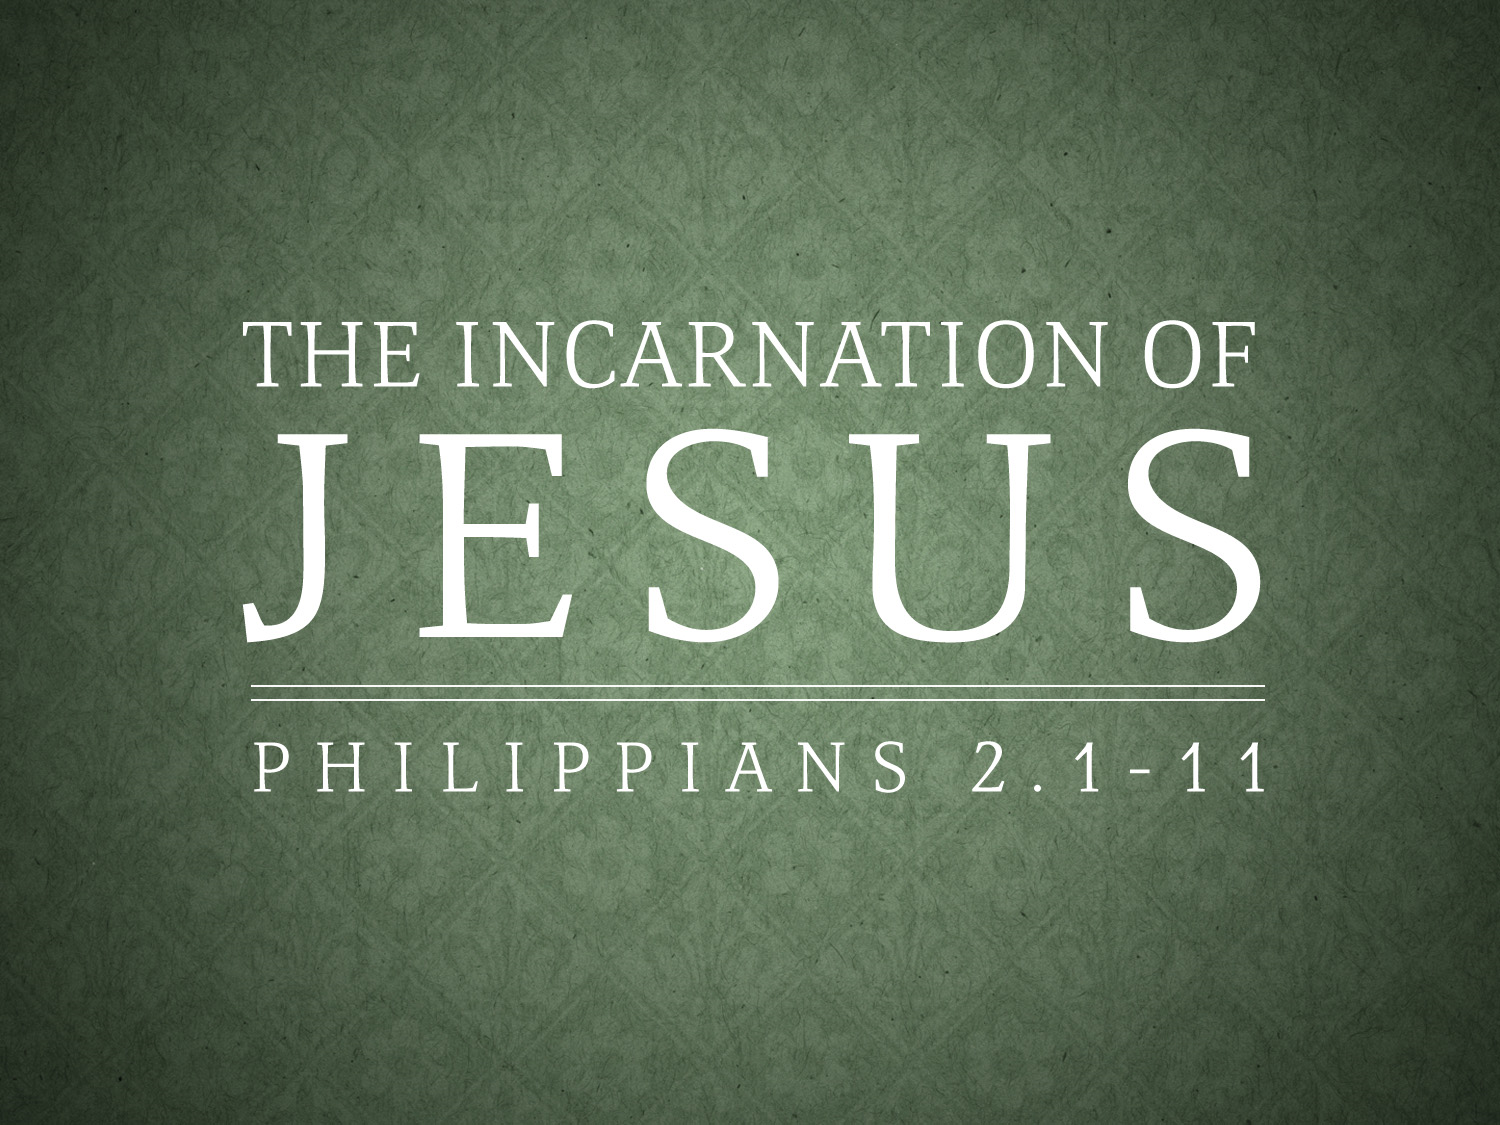 THE INCARNATION OF
JESUS
PHILIPPIANS 2.1-11